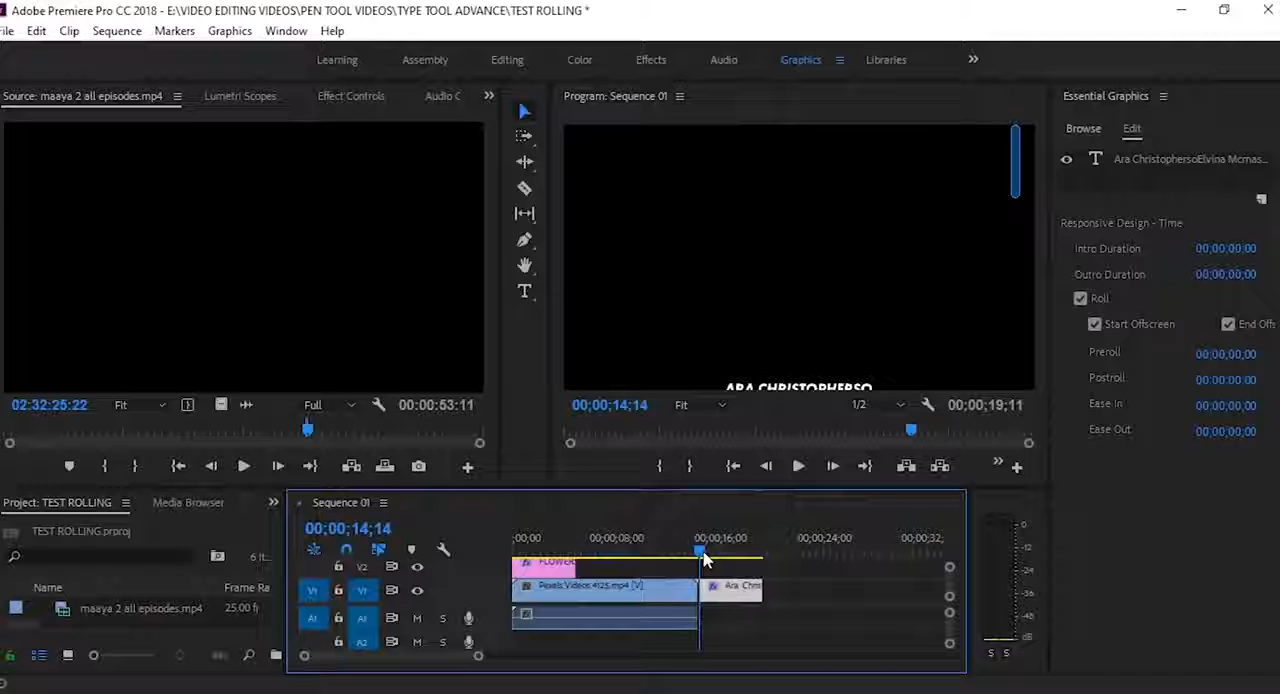 Adobe Premiere Pro CC 2018 - E:\VIDEO EDITING VIDEOS\PEN TOOL VIDEOS\TYPE TOOL ADVANCE\TEST ROLLING *
File Edit Clip Sequence Markers Graphics Window Help
Learning Assembly Editing Color Effects Audio Graphics Libraries
Source: maaya 2 all episodes.mp4 Lumetri Scopes Effect Controls Audio C
Program: Sequence 01
Essential Graphics
Browse Edit
T Ara ChristophersoElvina Mcmas...
Responsive Design - Time
Intro Duration 00;00;00;00
Outro Duration 00;00;00;00
Roll
Start Offscreen End Offs
Preroll 00;00;00;00
Postroll 00;00;00;00
Ease In 00;00;00;00
Ease Out 00;00;00;00
ARA CHRISTOPHERSO
02:32:25:22 Fit Full 00:00:53:11
00;00;14;14 Fit 1/2 00;00;19;11
Project: TEST ROLLING Media Browser
TEST ROLLING.prproj
6 It...
Name Frame Ra
maaya 2 all episodes.mp4 25.00 f
Sequence 01
00;00;14;14
;00;00 00;00;08;00 00;00;16;00 00;00;24;00 00;00;32;
V2 FLOWER
V1 V1 Pexels Videos 4125.mp4 [V] Ara Chris
A1 A1 M S
A2 M S
0
-12
-24
-36
-48
dB
S S